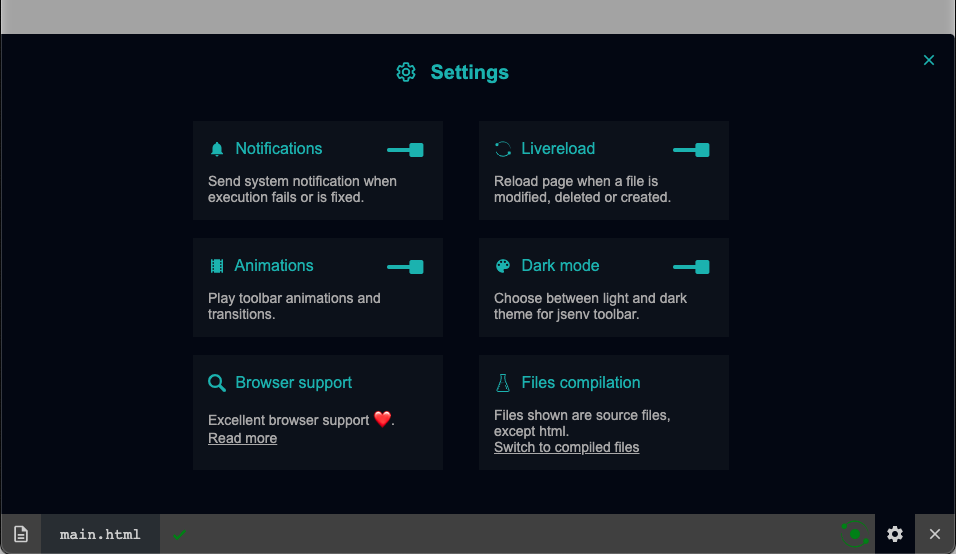 Settings
Notifications
Send system notification when
execution fails or is fixed.
Livereload
Reload page when a file is
modified, deleted or created.
Animations
Play toolbar animations and
transitions.
Dark mode
Choose between light and dark
theme for jsenv toolbar.
Browser support
Excellent browser support ❤️.
Read more
Files compilation
Files shown are source files,
except html.
Switch to compiled files
main.html